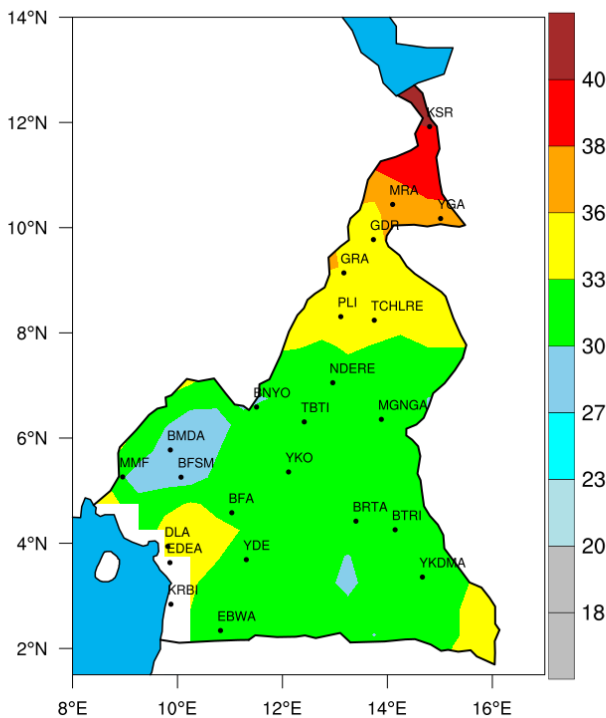 14°N
40
KSR
12°N
38
MRA
YGA
36
10°N
GDR
GRA
33
PLI
TCHLRE
8°N
30
NDERE
BNYO
TBTI
MGNGA
27
6°N
BMDA
MMF
BFSM
YKO
23
BFA
BRTA
BTRI
20
4°N
DLA
EDEA
YDE
YKDMA
18
KRBI
EBWA
2°N
8°E
10°E
12°E
14°E
16°E